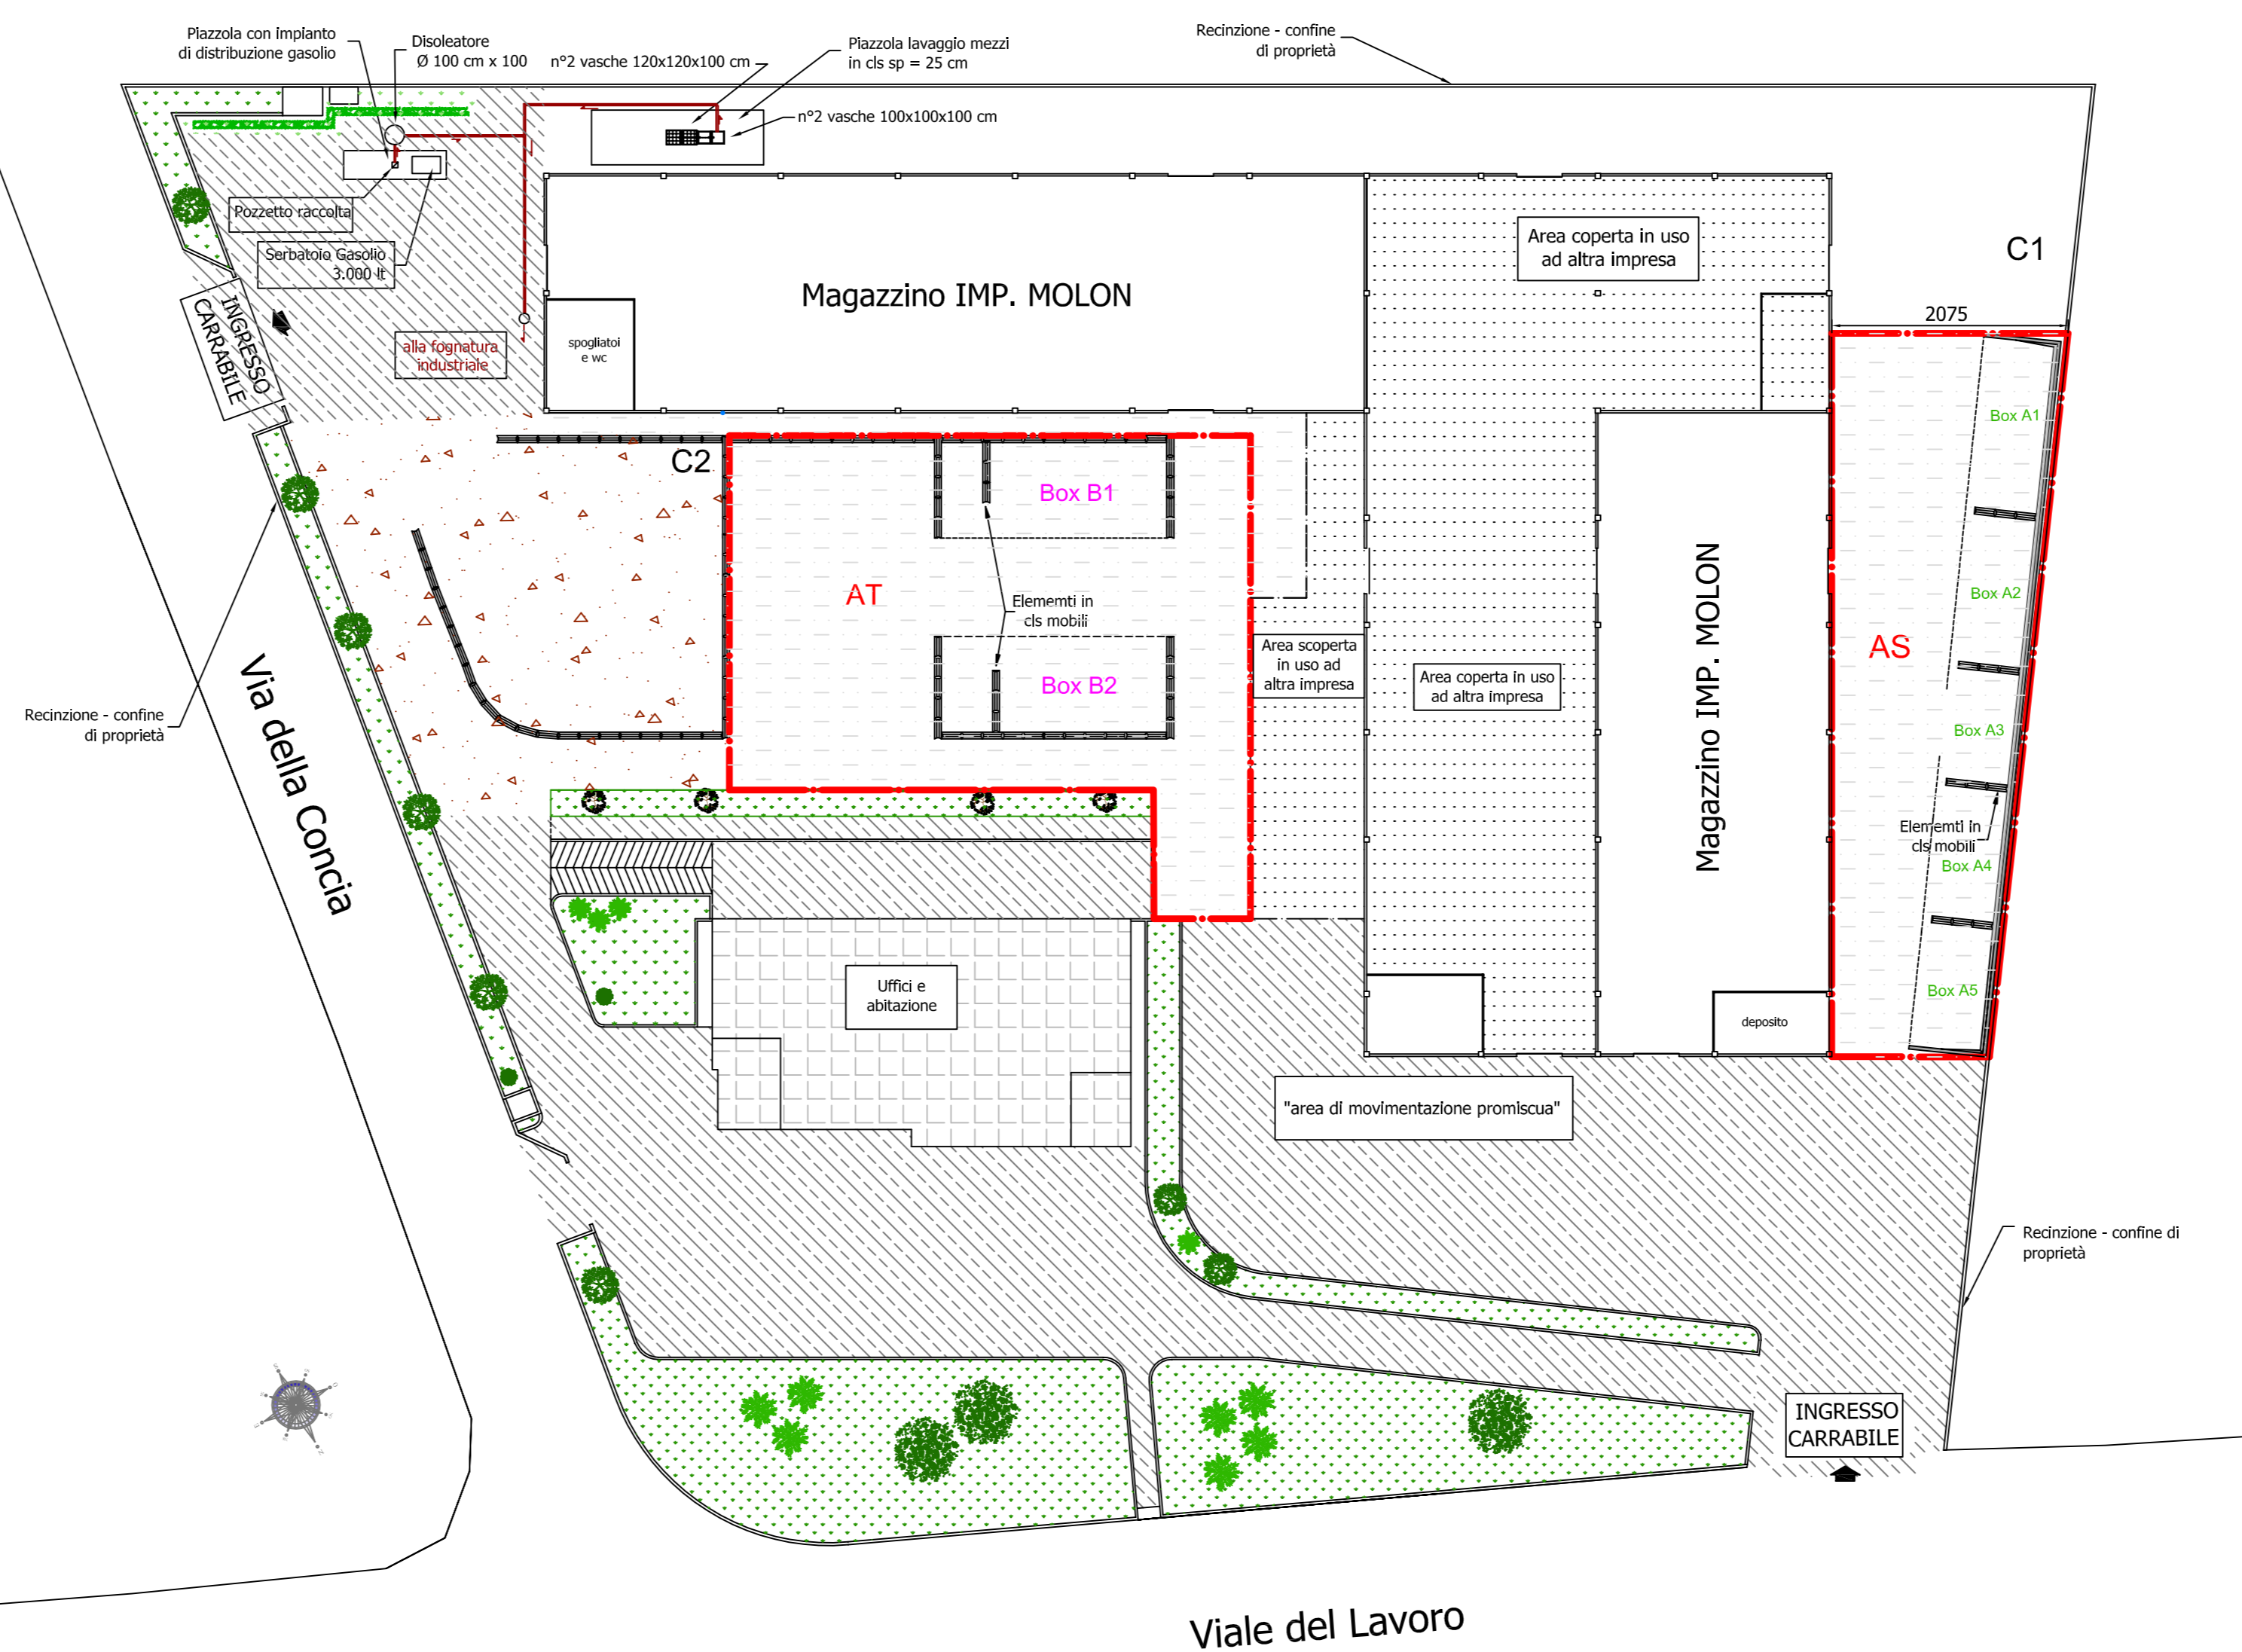 Piazzola con impianto
di distribuzione gasolio
Disoleatore
Ø 100 cm x 100
n°2 vasche 120x120x100 cm
Piazzola lavaggio mezzi
in cls sp = 25 cm
Recinzione - confine
di proprietà
n°2 vasche 100x100x100 cm
Pozzetto raccolta
Serbatoio Gasolio
3.000 lt
INGRESSO
CARRABILE
alla fognatura
industriale
spogliatoi
e wc
Magazzino IMP. MOLON
Area coperta in uso
ad altra impresa
C1
2075
Box A1
C2
Box B1
AT
Elememti in
cls mobili
Box B2
Area scoperta
in uso ad
altra impresa
Area coperta in uso
ad altra impresa
Magazzino IMP. MOLON
AS
Box A2
Box A3
Elememti in
cls mobili
Box A4
Box A5
deposito
Recinzione - confine
di proprietà
Via della Concia
Uffici e
abitazione
"area di movimentazione promiscua"
Recinzione - confine di
proprietà
INGRESSO
CARRABILE
Viale del Lavoro